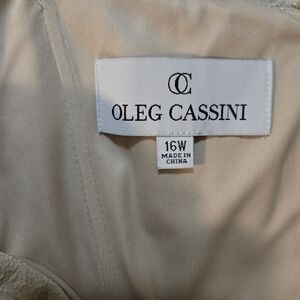 OC
OLEG CASSINI
16W
MADE IN
CHINA